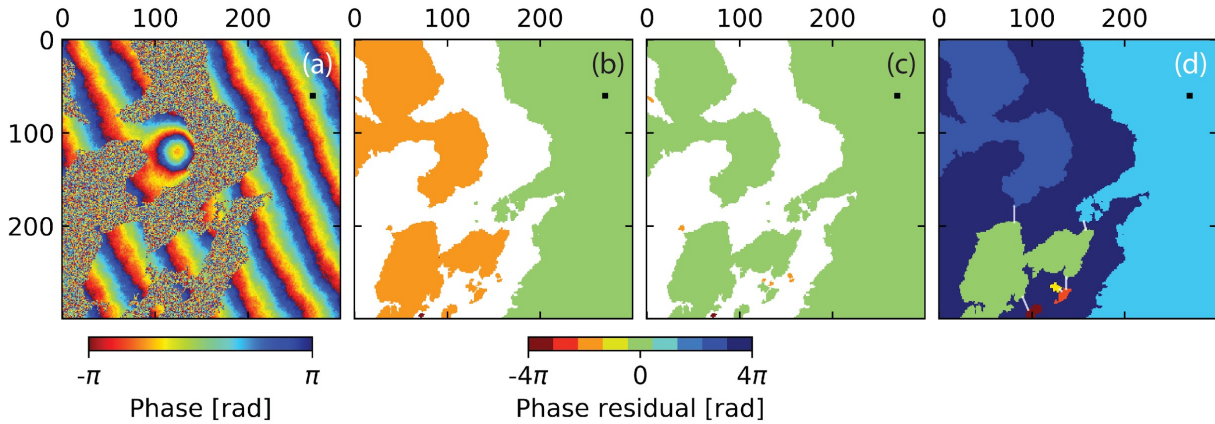 0 100 200 0 100 200 0 100 200 0 100 200
0 (a) (b) (c) (d)
100
200
-π π -4π 0 4π
Phase [rad] Phase residual [rad]